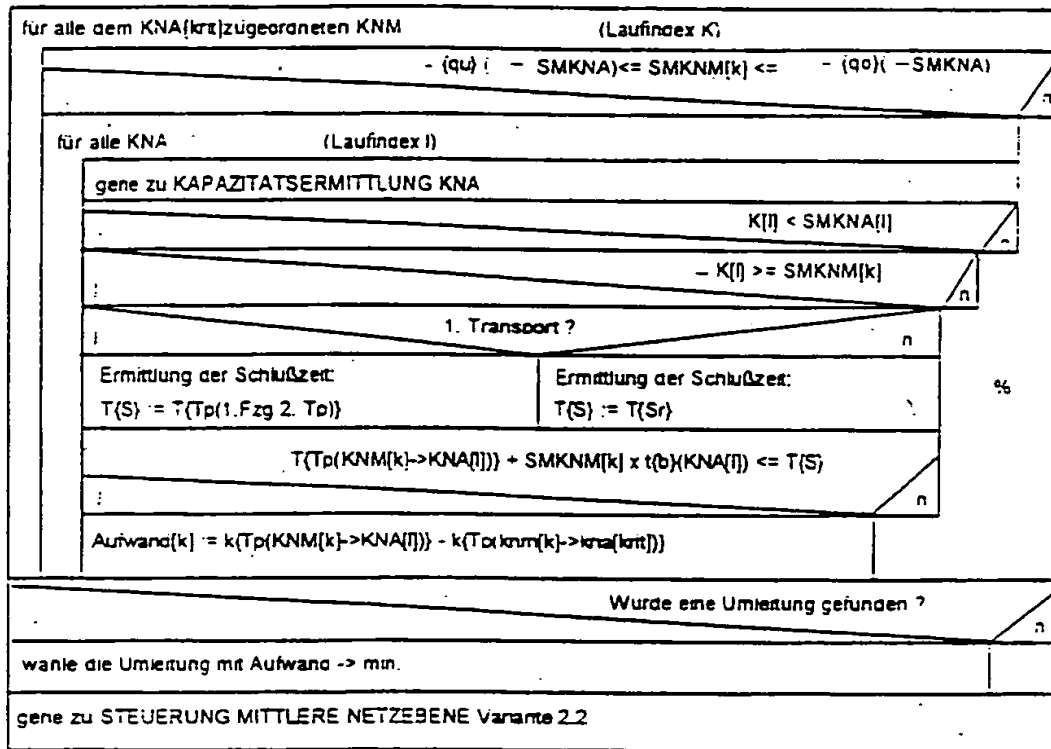 für alle dem KNA{krit}zugeordneten KNM (Laufindex K)
- {qu} ( - SMKNA)<= SMKNM[k] <= - {qo}( -SMKNA)
n
für alle KNA (Laufindex l)
gehe zu KAPAZITATSERMITTLUNG KNA
K[l] < SMKNA[l]
n
- K[l] >= SMKNM[k]
j n
1. Transport ?
j n
Ermittlung der Schlußzeit: Ermittlung der Schlußzeit:
%
T{S} := T{Tp(1.Fzg 2. Tp)} T{S} := T{Sr}
T{Tp(KNM[k]->KNA[l])} + SMKNM[k] x t{b}(KNA[l]) <= T{S}
j n
Aufwand[k] := k{Tp(KNM[k]->KNA[l])} - k{Tp(knm[k]->kna[krit])}
Wurde eine Umleitung gefunden ?
n
wähle die Umleitung mit Aufwand -> min.
gehe zu STEUERUNG MITTLERE NETZEBENE Variante 2.2